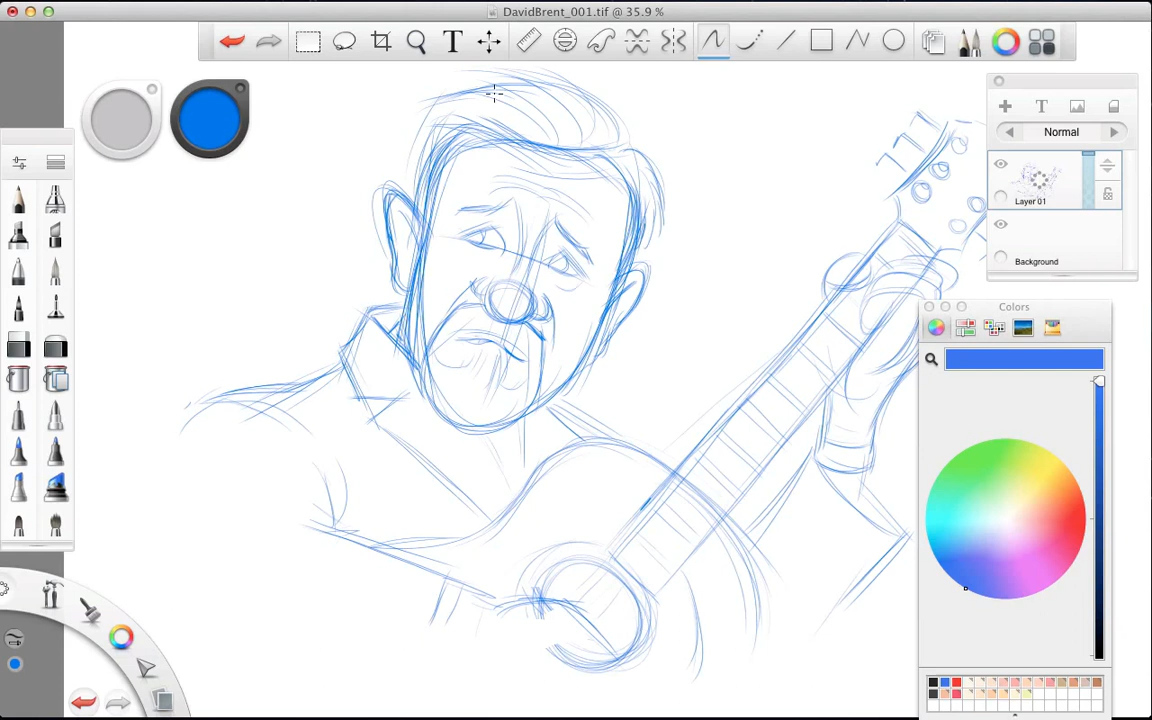 DavidBrent_001.tif @ 35.9 %
T
T
Normal
Layer 01
Background
Colors